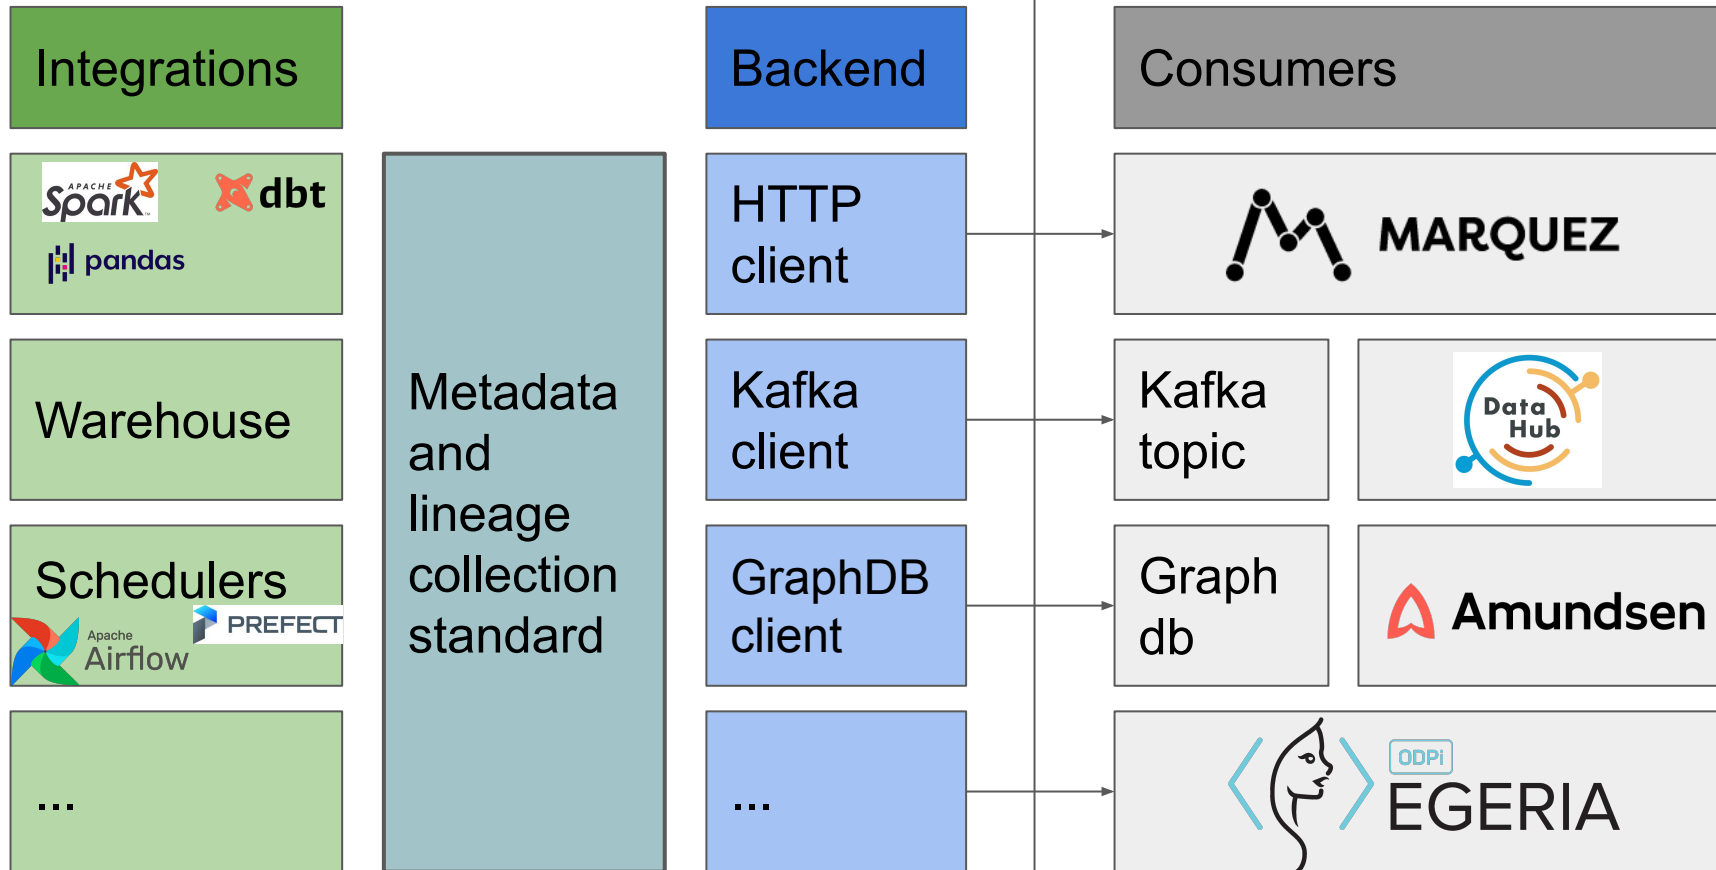 Integrations
Backend
Consumers
APACHE
Spark™
dbt
pandas
HTTP
client
MARQUEZ
Warehouse
Metadata
and
lineage
collection
standard
Kafka
client
Kafka
topic
Data
Hub
Schedulers
PREFECT
Apache
Airflow
GraphDB
client
Graph
db
Amundsen
...
...
ODPi
EGERIA